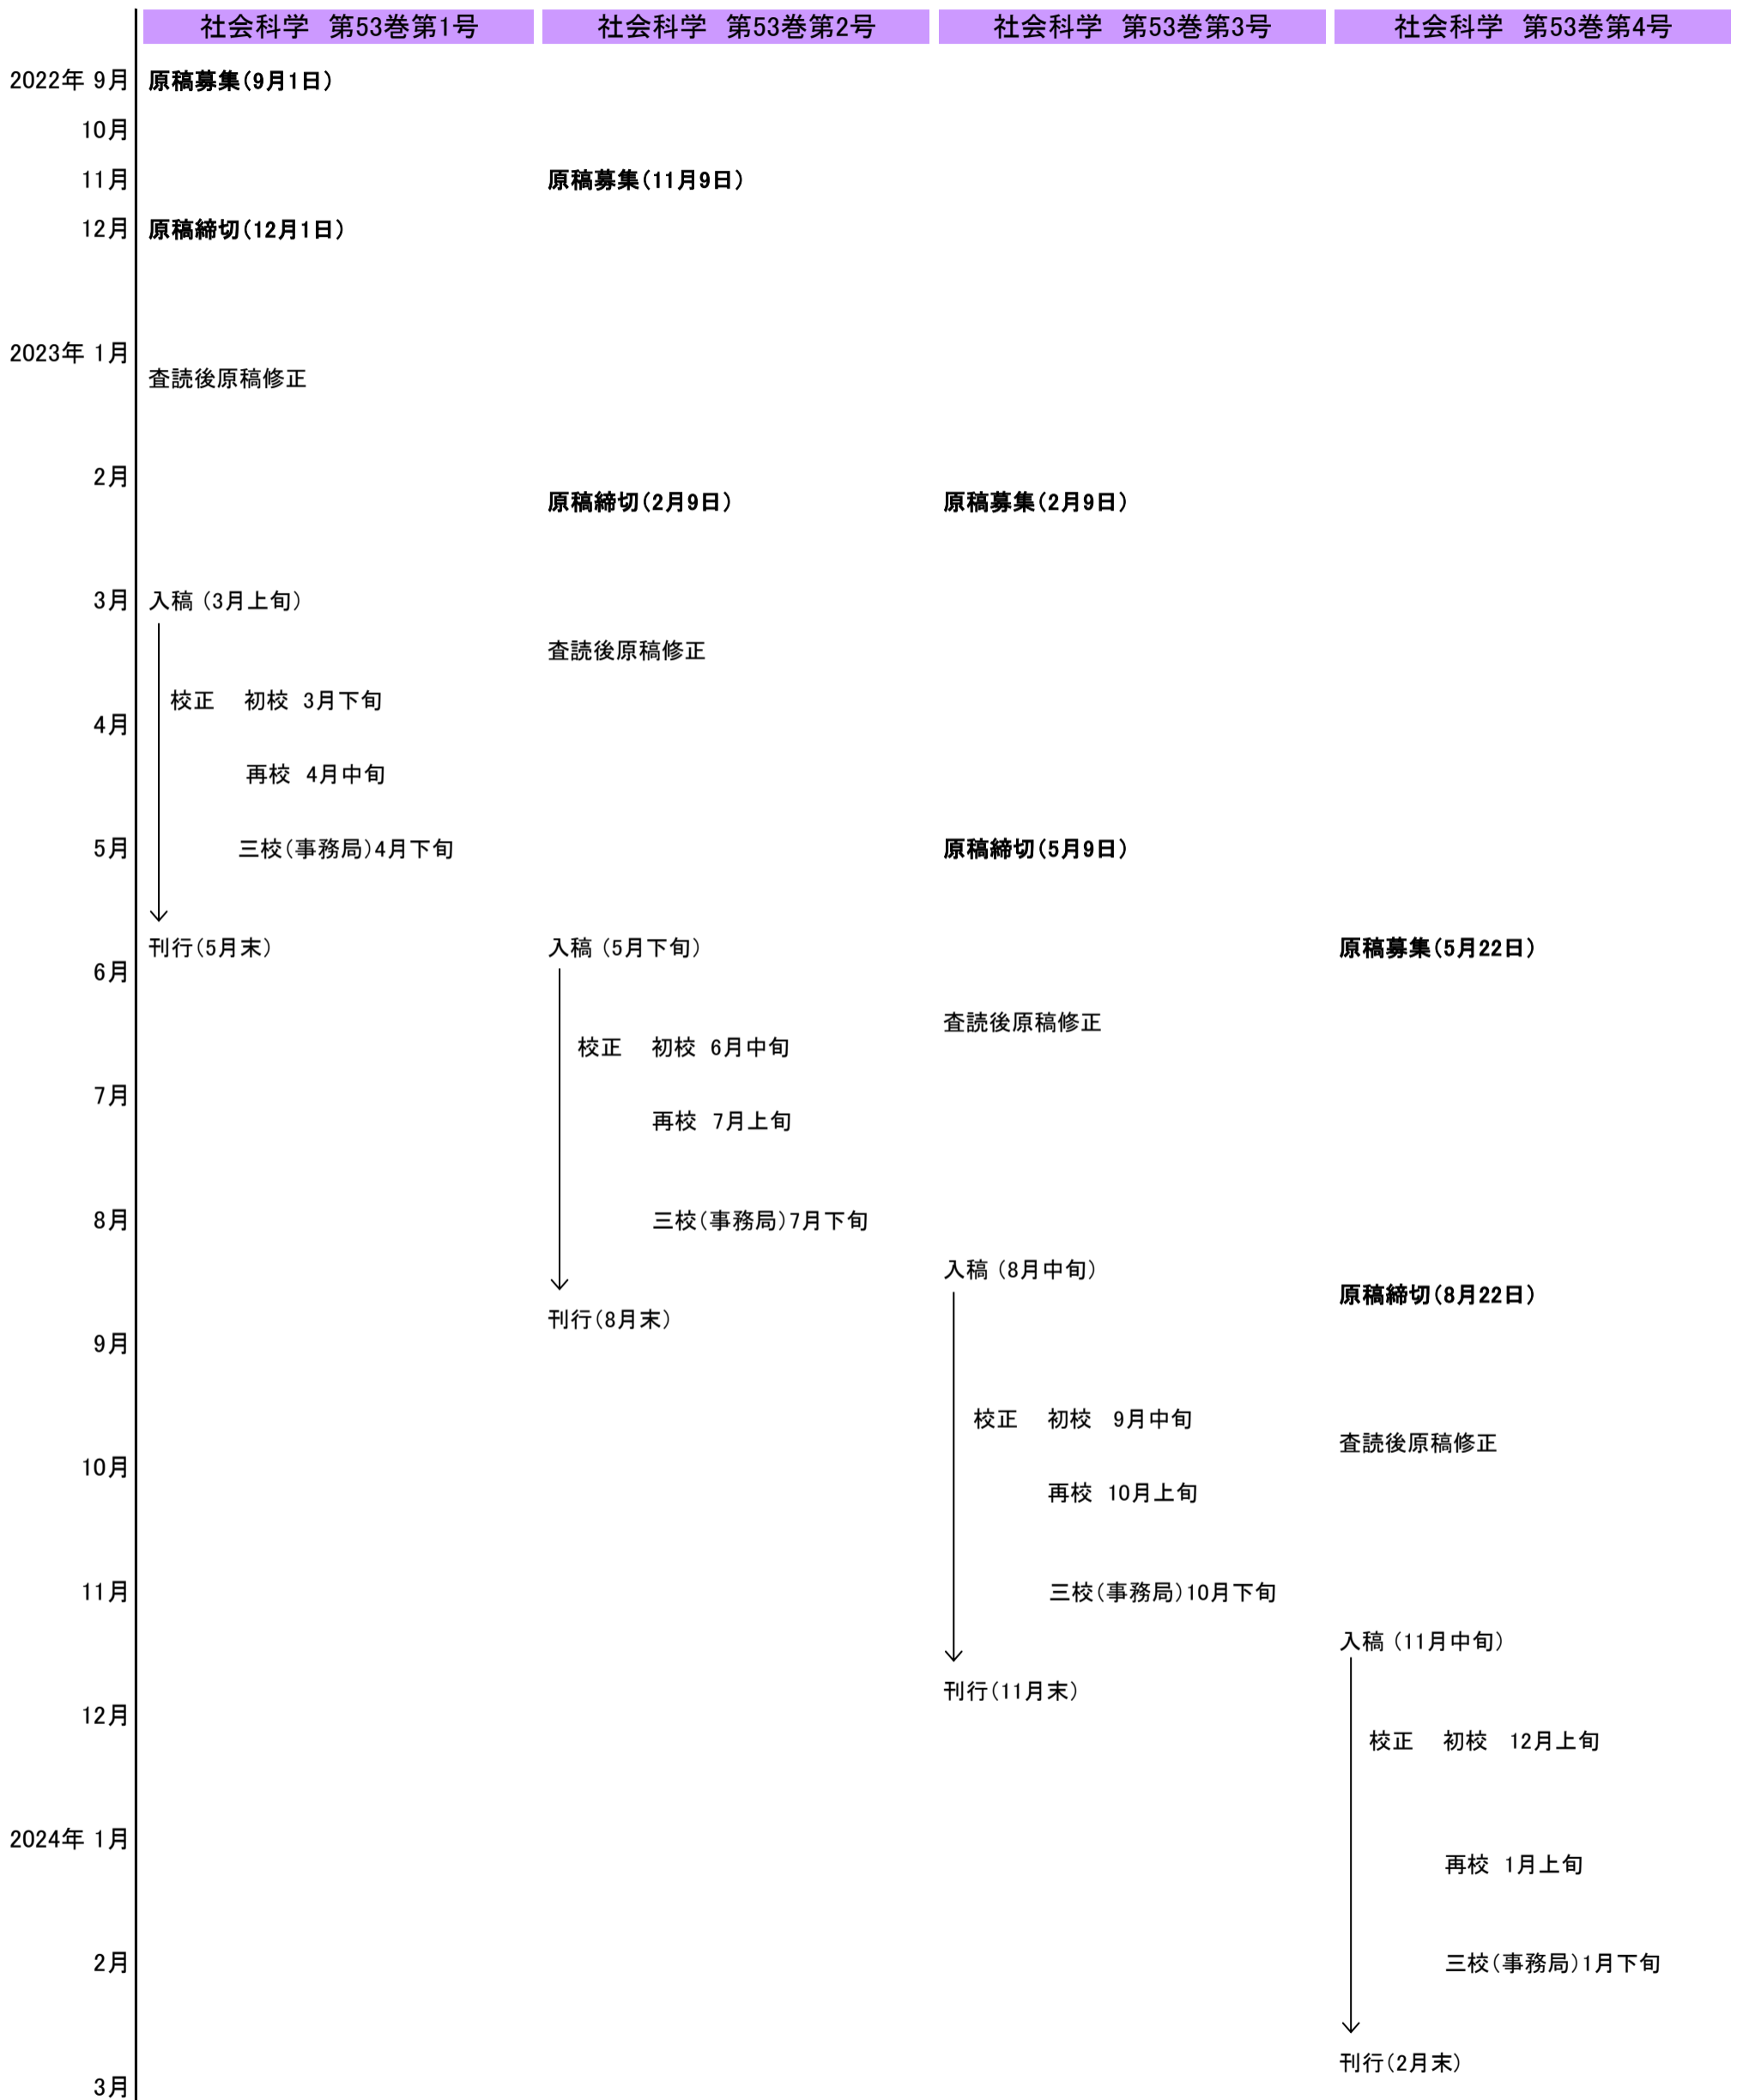 社会科学　第53巻第1号　社会科学　第53巻第2号　社会科学　第53巻第3号　社会科学　第53巻第4号
2022年 9月　原稿募集(9月1日)
10月
11月　原稿募集(11月9日)
12月　原稿締切(12月1日)
2023年 1月
査読後原稿修正
2月
原稿締切(2月9日)　原稿募集(2月9日)
3月　入稿 (3月上旬)
査読後原稿修正
校正　初校 3月下旬
4月
再校 4月中旬
5月　三校(事務局)4月下旬　原稿締切(5月9日)
刊行(5月末)　入稿 (5月下旬)　原稿募集(5月22日)
6月
査読後原稿修正
校正　初校 6月中旬
7月
再校 7月上旬
8月　三校(事務局)7月下旬
入稿 (8月中旬)
原稿締切(8月22日)
刊行(8月末)
9月
校正　初校　9月中旬
査読後原稿修正
10月
再校 10月上旬
11月　三校(事務局)10月下旬
入稿 (11月中旬)
刊行(11月末)
12月
校正　初校　12月上旬
2024年 1月
再校 1月上旬
2月　三校(事務局)1月下旬
刊行(2月末)
3月